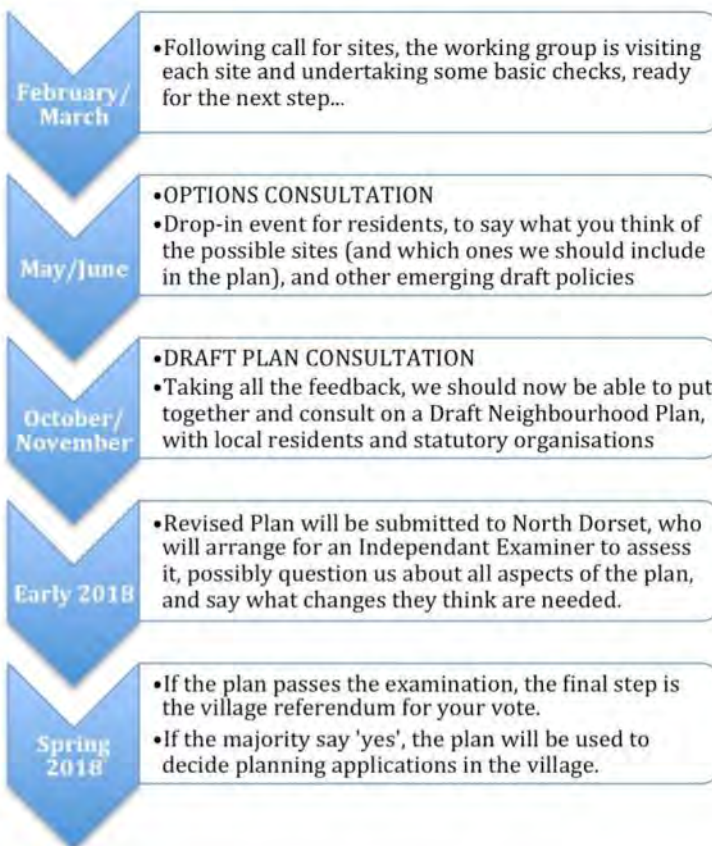 February/
March
•Following call for sites, the working group is visiting
each site and undertaking some basic checks, ready
for the next step...
May/June
•OPTIONS CONSULTATION
•Drop-in event for residents, to say what you think of
the possible sites (and which ones we should include
in the plan), and other emerging draft policies
October/
November
•DRAFT PLAN CONSULTATION
•Taking all the feedback, we should now be able to put
together and consult on a Draft Neighbourhood Plan,
with local residents and statutory organisations
Early 2018
•Revised Plan will be submitted to North Dorset, who
will arrange for an Independant Examiner to assess
it, possibly question us about all aspects of the plan,
and say what changes they think are needed.
Spring
2018
•If the plan passes the examination, the final step is
the village referendum for your vote.
•If the majority say 'yes', the plan will be used to
decide planning applications in the village.